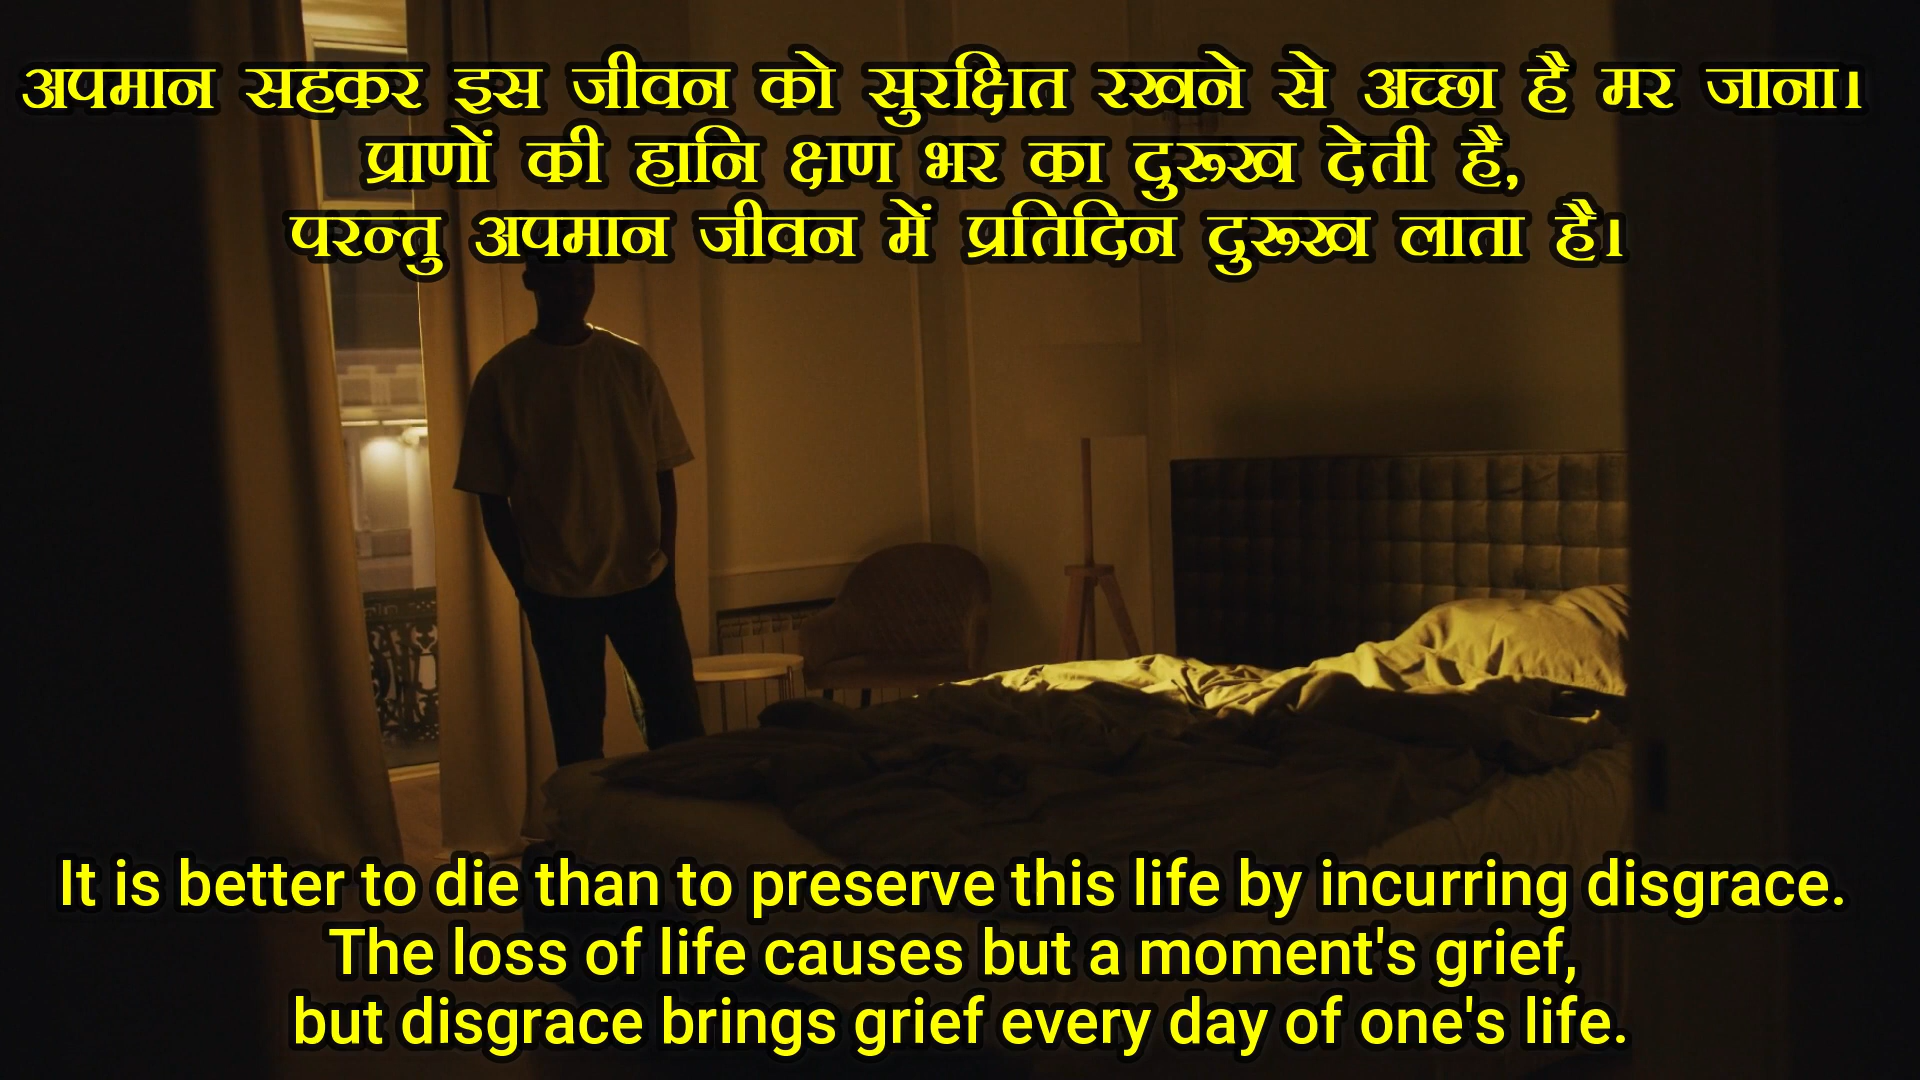 अपमान सहकर इस जीवन को सुरक्षित रखने से अच्छा है मर जाना।
प्राणों की हानि क्षण भर का दुरूख देती है,
परन्तु अपमान जीवन में प्रतिदिन दुरूख लाता है।
It is better to die than to preserve this life by incurring disgrace.
The loss of life causes but a moment's grief,
but disgrace brings grief every day of one's life.